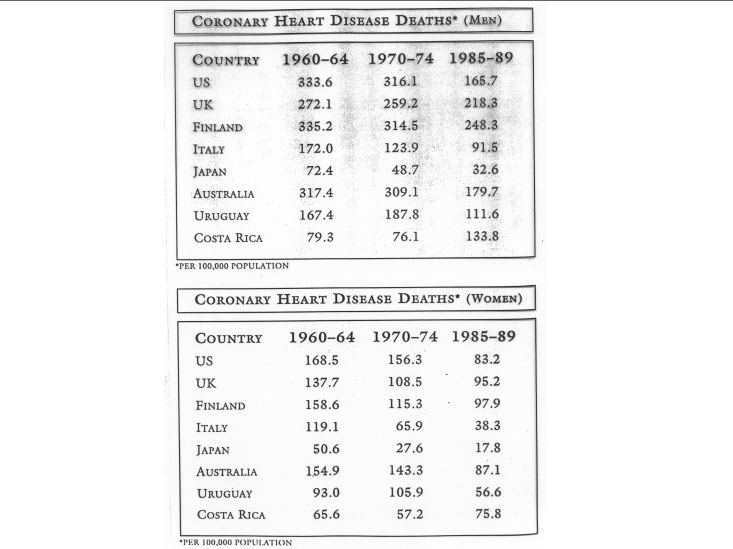 CORONARY HEART DISEASE DEATHS* (MEN)
COUNTRY 1960–64 1970–74 1985–89
US 333.6 316.1 165.7
UK 272.1 259.2 218.3
FINLAND 335.2 314.5 248.3
ITALY 172.0 123.9 91.5
JAPAN 72.4 48.7 32.6
AUSTRALIA 317.4 309.1 179.7
URUGUAY 167.4 187.8 111.6
COSTA RICA 79.3 76.1 133.8
*PER 100,000 POPULATION
CORONARY HEART DISEASE DEATHS* (WOMEN)
COUNTRY 1960–64 1970–74 1985–89
US 168.5 156.3 83.2
UK 137.7 108.5 95.2
FINLAND 158.6 115.3 97.9
ITALY 119.1 65.9 38.3
JAPAN 50.6 27.6 17.8
AUSTRALIA 154.9 143.3 87.1
URUGUAY 93.0 105.9 56.6
COSTA RICA 65.6 57.2 75.8
*PER 100,000 POPULATION